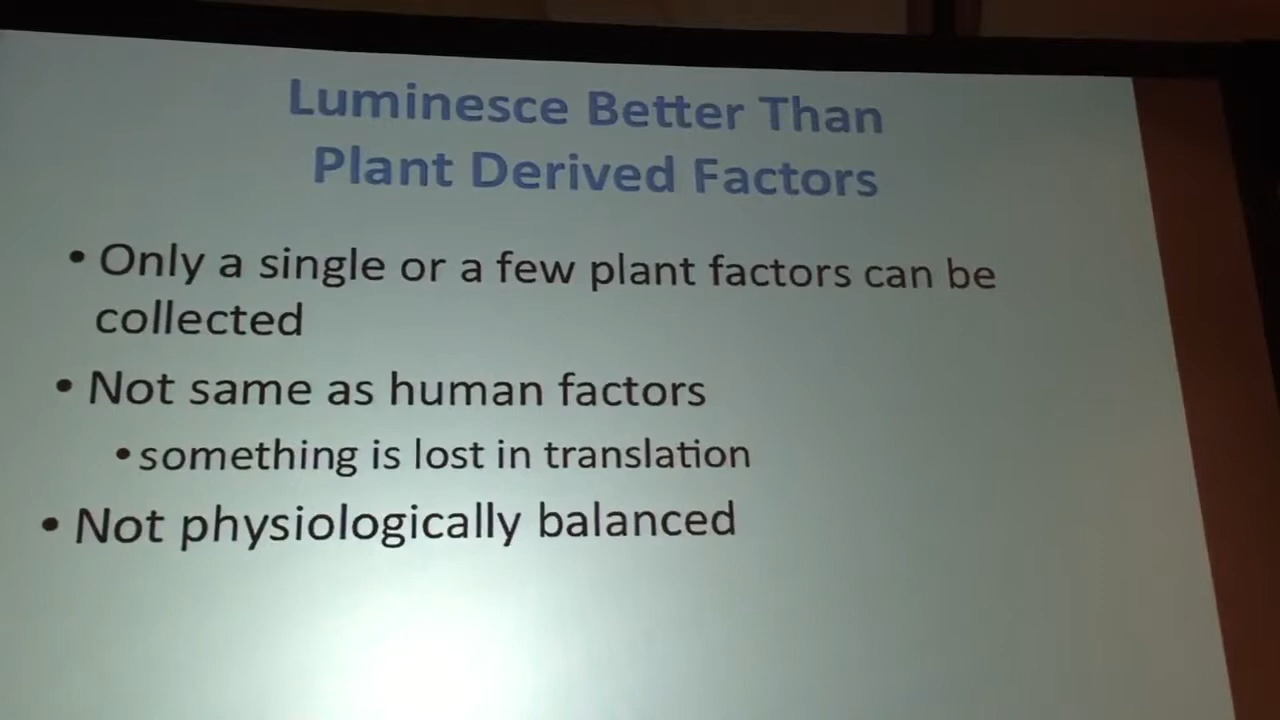 Luminesce Better Than
Plant Derived Factors
• Only a single or a few plant factors can be
collected
• Not same as human factors
• something is lost in translation
• Not physiologically balanced